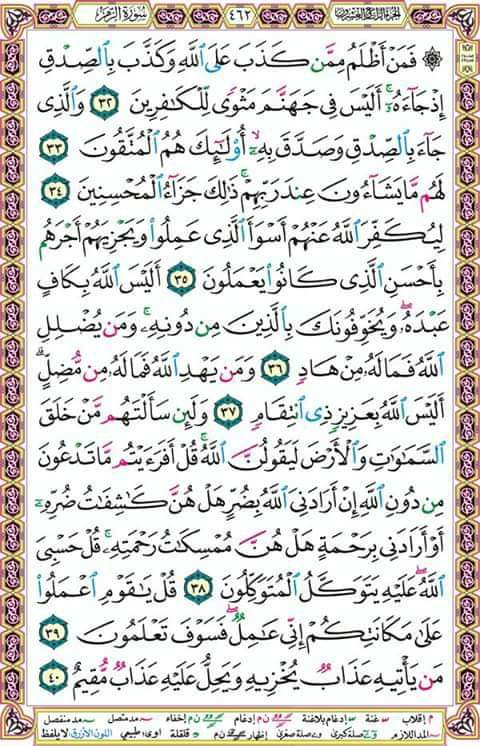 سورة الزمر
٤٦٢
الجزء الرابع والعشرون
۞ فَمَنْ أَظْلَمُ مِمَّن كَذَبَ عَلَى ٱللَّهِ وَكَذَّبَ بِٱلصِّدْقِ
إِذْ جَآءَهُۥٓ ۚ أَلَيْسَ فِى جَهَنَّمَ مَثْوًى لِّلْكَـٰفِرِينَ ٣٢ وَٱلَّذِى
جَآءَ بِٱلصِّدْقِ وَصَدَّقَ بِهِۦٓ ۙ أُو۟لَـٰٓئِكَ هُمُ ٱلْمُتَّقُونَ ٣٣
لَهُم مَّا يَشَآءُونَ عِندَ رَبِّهِمْ ۚ ذَٰلِكَ جَزَآءُ ٱلْمُحْسِنِينَ ٣٤
لِيُكَفِّرَ ٱللَّهُ عَنْهُمْ أَسْوَأَ ٱلَّذِى عَمِلُوا۟ وَيَجْزِيَهُمْ أَجْرَهُم
بِأَحْسَنِ ٱلَّذِى كَانُوا۟ يَعْمَلُونَ ٣٥ أَلَيْسَ ٱللَّهُ بِكَافٍ
عَبْدَهُۥ ۖ وَيُخَوِّفُونَكَ بِٱلَّذِينَ مِن دُونِهِۦ ۚ وَمَن يُضْلِلِ
ٱللَّهُ فَمَا لَهُۥ مِنْ هَادٍ ٣٦ وَمَن يَهْدِ ٱللَّهُ فَمَا لَهُۥ مِن مُّضِلٍّ ۗ
أَلَيْسَ ٱللَّهُ بِعَزِيزٍ ذِى ٱنتِقَامٍ ٣٧ وَلَئِن سَأَلْتَهُم مَّنْ خَلَقَ
ٱلسَّمَـٰوَٰتِ وَٱلْأَرْضَ لَيَقُولُنَّ ٱللَّهُ ۚ قُلْ أَفَرَءَيْتُم مَّا تَدْعُونَ
مِن دُونِ ٱللَّهِ إِنْ أَرَادَنِىَ ٱللَّهُ بِضُرٍّ هَلْ هُنَّ كَـٰشِفَـٰتُ ضُرِّهِۦٓ
أَوْ أَرَادَنِى بِرَحْمَةٍ هَلْ هُنَّ مُمْسِكَـٰتُ رَحْمَتِهِۦ ۚ قُلْ حَسْبِىَ
ٱللَّهُ ۖ عَلَيْهِ يَتَوَكَّلُ ٱلْمُتَوَكِّلُونَ ٣٨ قُلْ يَـٰقَوْمِ ٱعْمَلُوا۟
عَلَىٰ مَكَانَتِكُمْ إِنِّى عَـٰمِلٌ ۖ فَسَوْفَ تَعْلَمُونَ ٣٩
مَن يَأْتِيهِ عَذَابٌ يُخْزِيهِ وَيَحِلُّ عَلَيْهِ عَذَابٌ مُّقِيمٌ ٤٠
م إقلاب س غنة إدغام بلاغنة ن م إدغام ن م إخفاء مد متصل مد منفصل
المد اللازم صلة كبرى و صلة صغرى إظهار ن م قلقلة ا و ى: طبيعي اللون الأزرق لا يلفظ